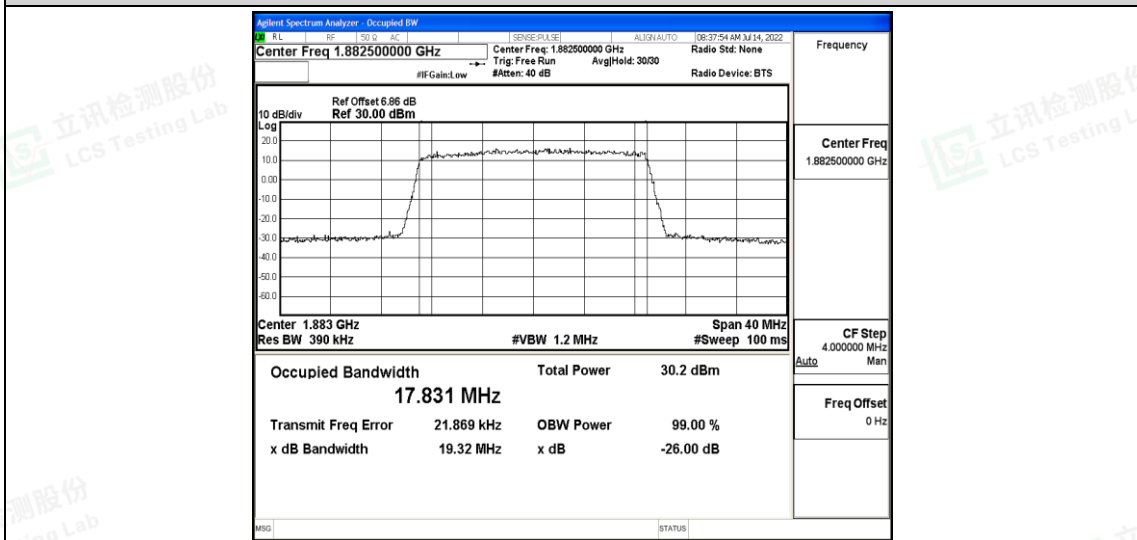 Agilent Spectrum Analyzer - Occupied BW
RL RF 50 Ω AC SENSE:PULSE ALIGN AUTO 08:37:54 AM Jul 14, 2022
Center Freq 1.882500000 GHz
Center Freq: 1.882500000 GHz
Radio Std: None
Trig: Free Run Avg|Hold: 30/30
#IFGain:Low
#Atten: 40 dB
Radio Device: BTS
Frequency
Ref Offset 6.86 dB
10 dB/div Ref 30.00 dBm
Log
20.0
10.0
0.00
-10.0
-20.0
-30.0
-40.0
-50.0
-60.0
Center 1.883 GHz Span 40 MHz
Res BW 390 kHz #VBW 1.2 MHz #Sweep 100 ms
Occupied Bandwidth Total Power 30.2 dBm
17.831 MHz
Transmit Freq Error 21.869 kHz OBW Power 99.00 %
x dB Bandwidth 19.32 MHz x dB -26.00 dB
Center Freq
1.882500000 GHz
CF Step
4.000000 MHz
Auto Man
Freq Offset
0 Hz
MSG STATUS
立讯检测股份
LCS Testing Lab
立讯检测股份
LCS Testing L
测股份
ing Lab